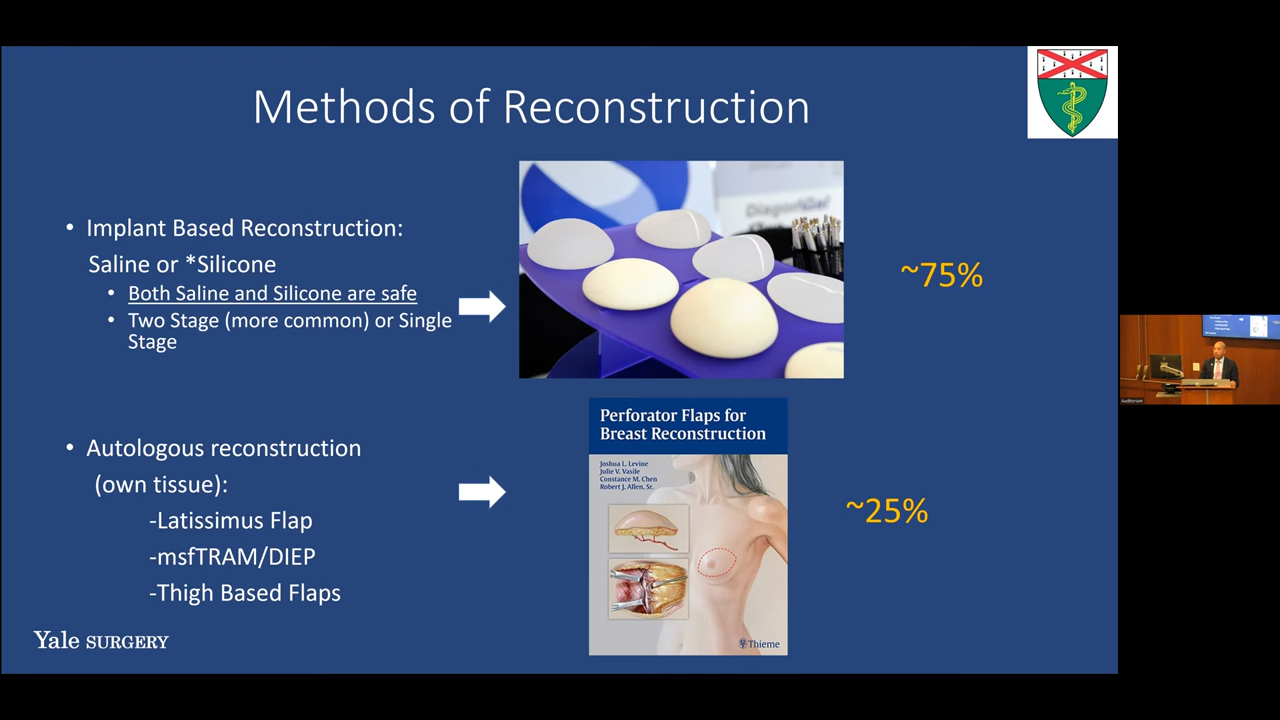 Methods of Reconstruction
• Implant Based Reconstruction:
Saline or *Silicone
• Both Saline and Silicone are safe
• Two Stage (more common) or Single
Stage
~75%
• Autologous reconstruction
(own tissue):
-Latissimus Flap
-msfTRAM/DIEP
-Thigh Based Flaps
Perforator Flaps for
Breast Reconstruction
Joshua L. Levine
Julie V. Vasile
Constance M. Chen
Robert J. Allen, Sr.
Thieme
~25%
Yale SURGERY
Auditorium